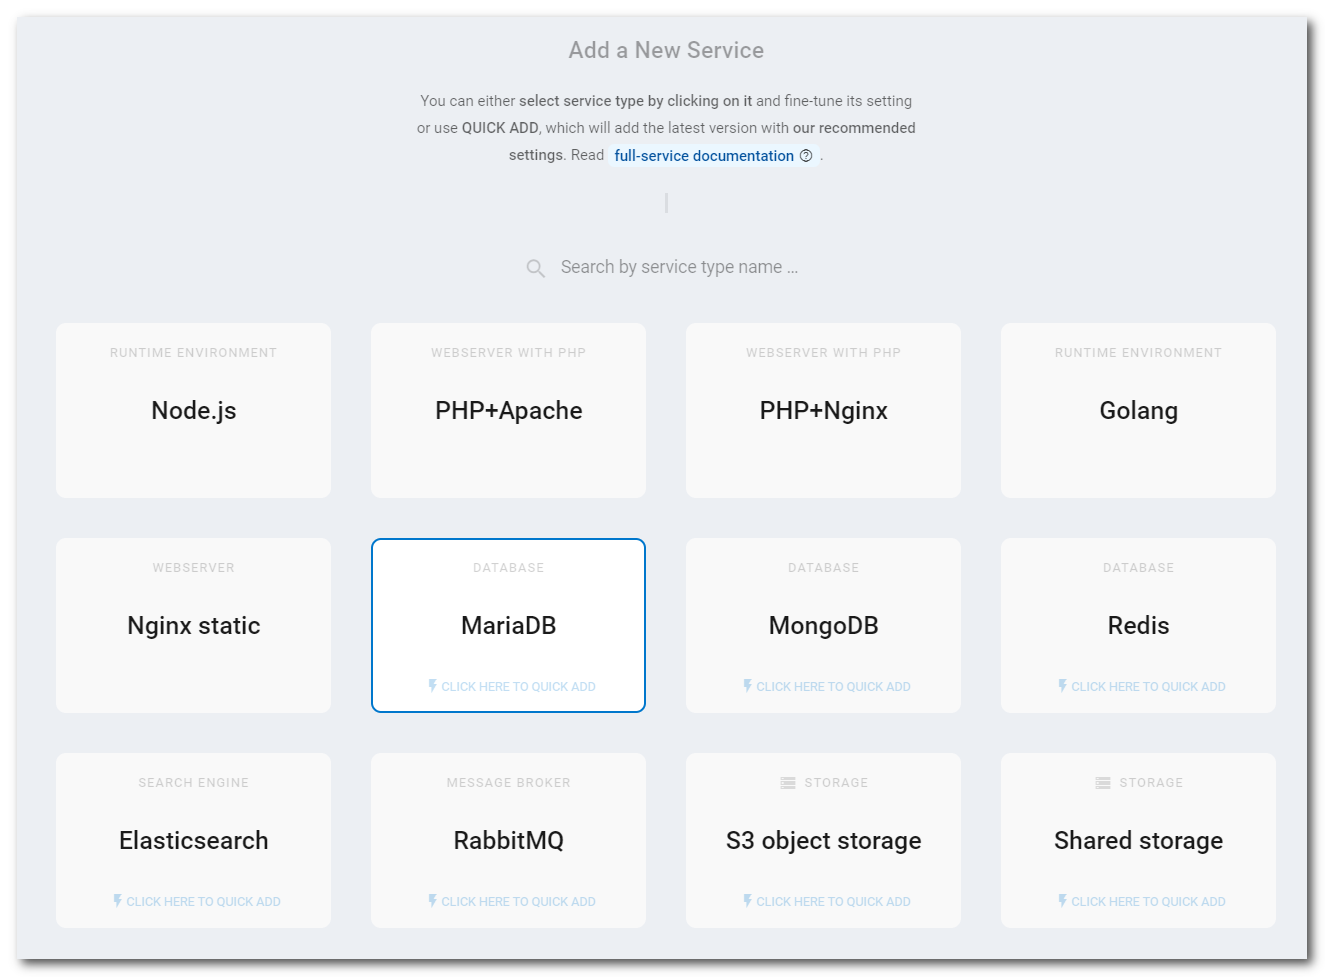 Add a New Service
You can either select service type by clicking on it and fine-tune its setting
or use QUICK ADD, which will add the latest version with our recommended
settings. Read full-service documentation ? .
Search by service type name ...
RUNTIME ENVIRONMENT
Node.js
WEBSERVER WITH PHP
PHP+Apache
WEBSERVER WITH PHP
PHP+Nginx
RUNTIME ENVIRONMENT
Golang
WEBSERVER
Nginx static
DATABASE
MariaDB
CLICK HERE TO QUICK ADD
DATABASE
MongoDB
CLICK HERE TO QUICK ADD
DATABASE
Redis
CLICK HERE TO QUICK ADD
SEARCH ENGINE
Elasticsearch
CLICK HERE TO QUICK ADD
MESSAGE BROKER
RabbitMQ
CLICK HERE TO QUICK ADD
STORAGE
S3 object storage
CLICK HERE TO QUICK ADD
STORAGE
Shared storage
CLICK HERE TO QUICK ADD